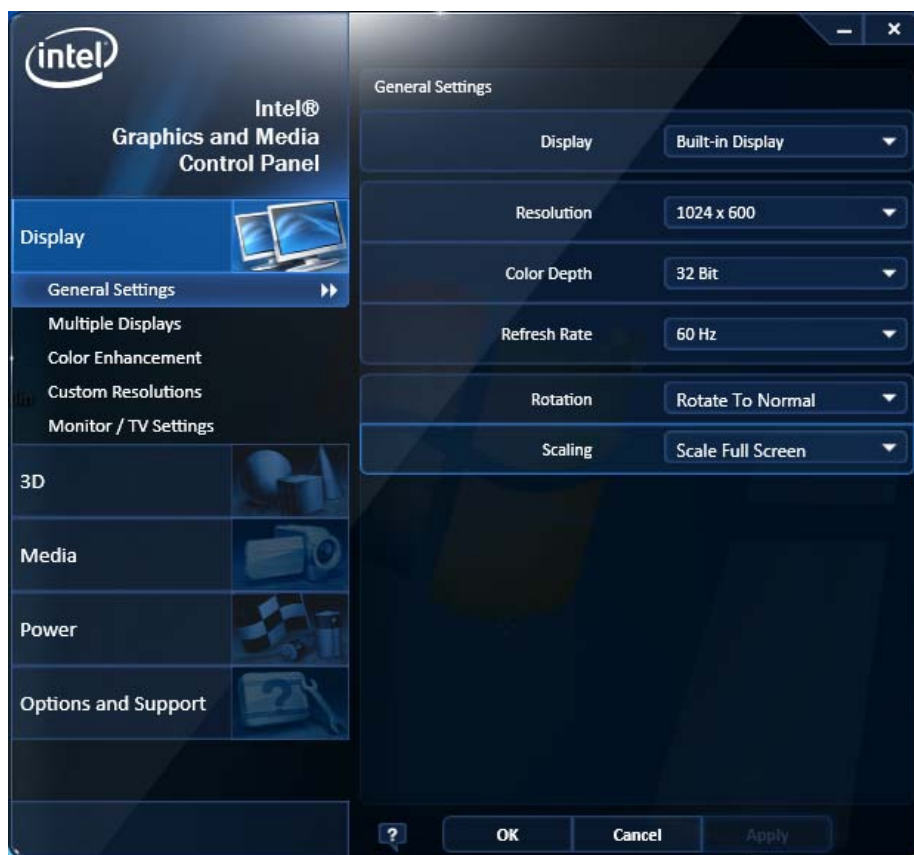 intel
Intel®
Graphics and Media
Control Panel
Display
General Settings
Multiple Displays
Color Enhancement
Custom Resolutions
Monitor / TV Settings
3D
Media
Power
Options and Support
General Settings
Display Built-in Display
Resolution 1024 x 600
Color Depth 32 Bit
Refresh Rate 60 Hz
Rotation Rotate To Normal
Scaling Scale Full Screen
? OK Cancel Apply